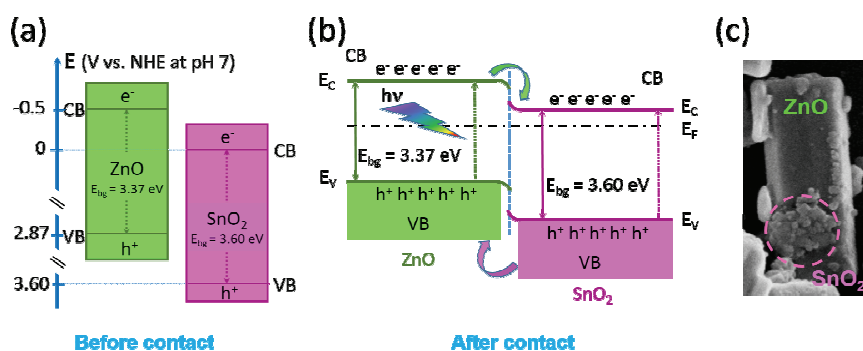 (a)
E (V vs. NHE at pH 7)
-0.5
0
2.87
3.60
CB
e⁻
ZnO
E_bg = 3.37 eV
VB
h⁺
e⁻
CB
SnO₂
E_bg = 3.60 eV
h⁺
VB
Before contact
(b)
CB
E_C
e⁻ e⁻ e⁻ e⁻ e⁻
hν
E_bg = 3.37 eV
E_V
h⁺ h⁺ h⁺ h⁺ h⁺
VB
ZnO
CB
e⁻ e⁻ e⁻ e⁻ e⁻
E_C
E_F
E_bg = 3.60 eV
E_V
h⁺ h⁺ h⁺ h⁺ h⁺
VB
SnO₂
After contact
(c)
ZnO
SnO₂